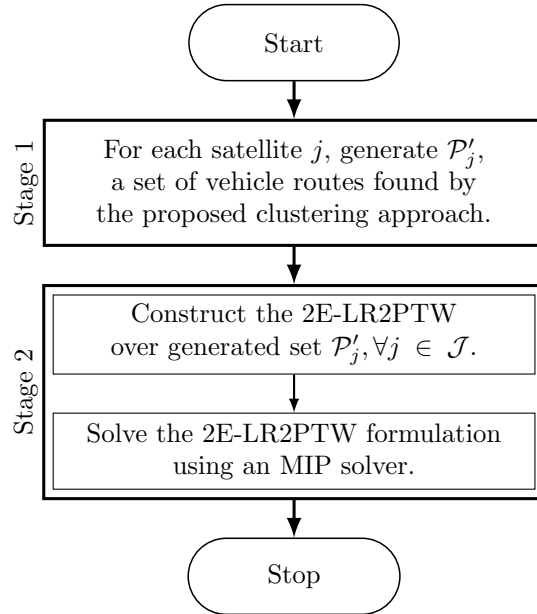 Start
Stage 1
For each satellite j, generate 𝒫′ⱼ,
a set of vehicle routes found by
the proposed clustering approach.
Stage 2
Construct the 2E-LR2PTW
over generated set 𝒫′ⱼ, ∀j ∈ 𝒥.
Solve the 2E-LR2PTW formulation
using an MIP solver.
Stop